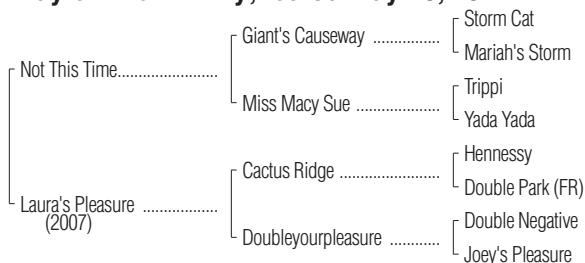 Storm Cat
Giant's Causeway ................
Mariah's Storm
Not This Time........................
Trippi
Miss Macy Sue ....................
Yada Yada
Hennessy
Cactus Ridge ........................
Double Park (FR)
Laura's Pleasure ..................
(2007)
Double Negative
Doubleyourpleasure ............
Joey's Pleasure